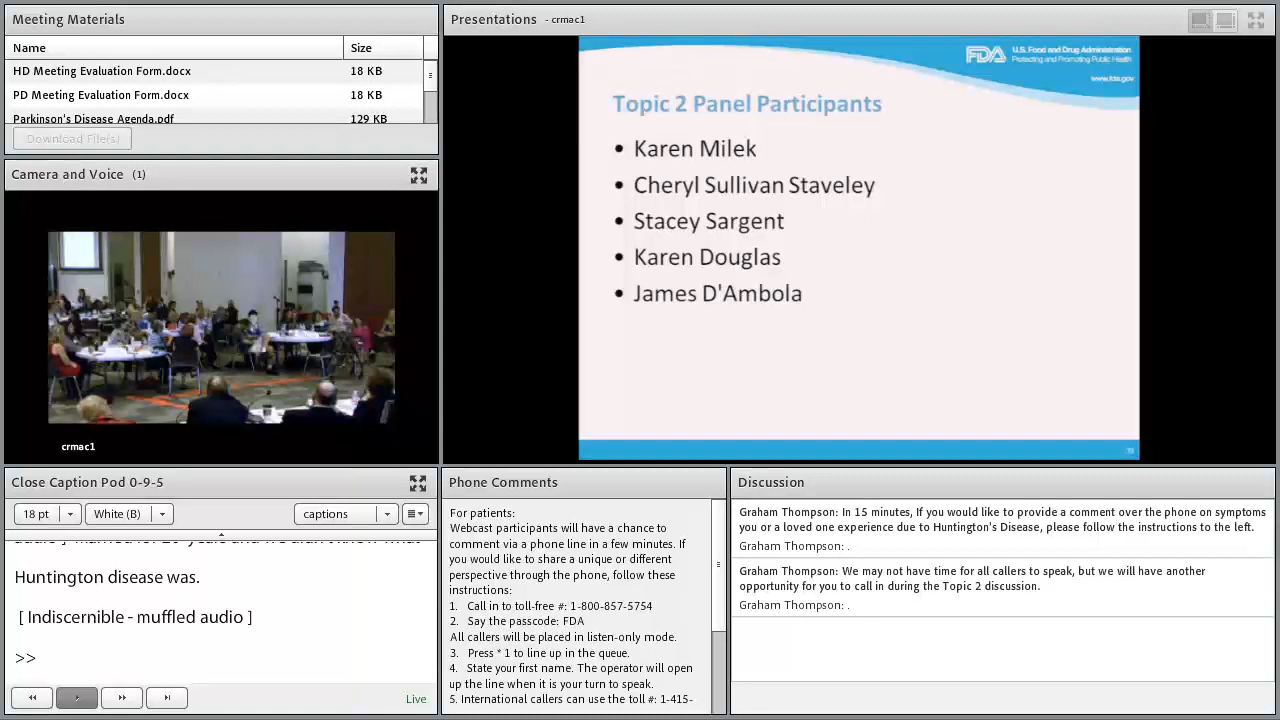 Meeting Materials
Name Size
HD Meeting Evaluation Form.docx 18 KB
PD Meeting Evaluation Form.docx 18 KB
Parkinson's Disease Agenda.pdf 129 KB
Download File(s)
Camera and Voice (1)
crmac1
Presentations - crmac1
FDA U.S. Food and Drug Administration
Protecting and Promoting Public Health
www.fda.gov
Topic 2 Panel Participants
• Karen Milek
• Cheryl Sullivan Staveley
• Stacey Sargent
• Karen Douglas
• James D'Ambola
Close Caption Pod 0-9-5
18 pt White (B) captions
Huntington disease was.
[ Indiscernible - muffled audio ]
>>
Live
Phone Comments
For patients:
Webcast participants will have a chance to
comment via a phone line in a few minutes. If
you would like to share a unique or different
perspective through the phone, follow these
instructions:
1. Call in to toll-free #: 1-800-857-5754
2. Say the passcode: FDA
All callers will be placed in listen-only mode.
3. Press * 1 to line up in the queue.
4. State your first name. The operator will open
up the line when it is your turn to speak.
5. International callers can use the toll #: 1-415-
Discussion
Graham Thompson: In 15 minutes, If you would like to provide a comment over the phone on symptoms
you or a loved one experience due to Huntington's Disease, please follow the instructions to the left.
Graham Thompson: .
Graham Thompson: We may not have time for all callers to speak, but we will have another
opportunity for you to call in during the Topic 2 discussion.
Graham Thompson: .